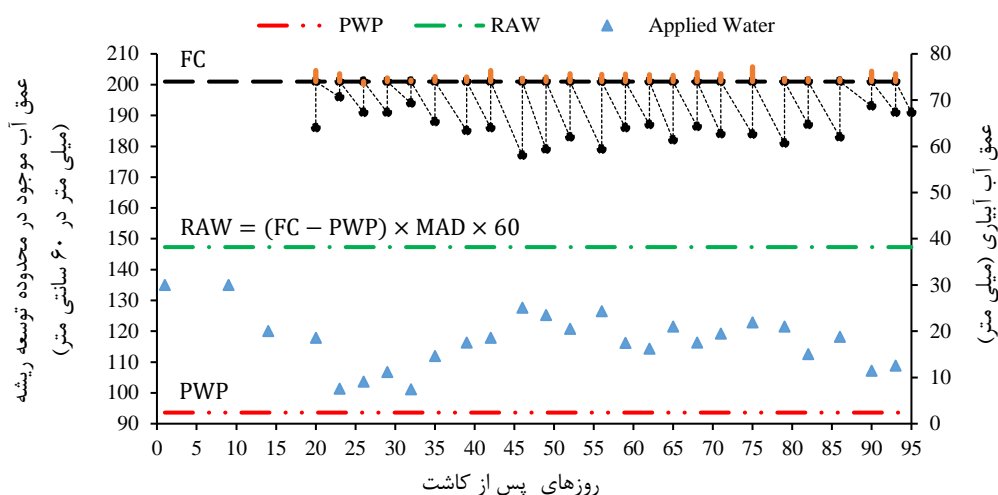 PWP RAW Applied Water
عمق آب موجود در محدوده توسعه ریشه
(میلی متر در ۶۰ سانتی متر)
210
200
190
180
170
160
150
140
130
120
110
100
90
FC
RAW = (FC − PWP) × MAD × 60
PWP
80
70
60
50
40
30
20
10
0
عمق آب آبیاری (میلی متر)
0 5 10 15 20 25 30 35 40 45 50 55 60 65 70 75 80 85 90 95
روزهای پس از کاشت